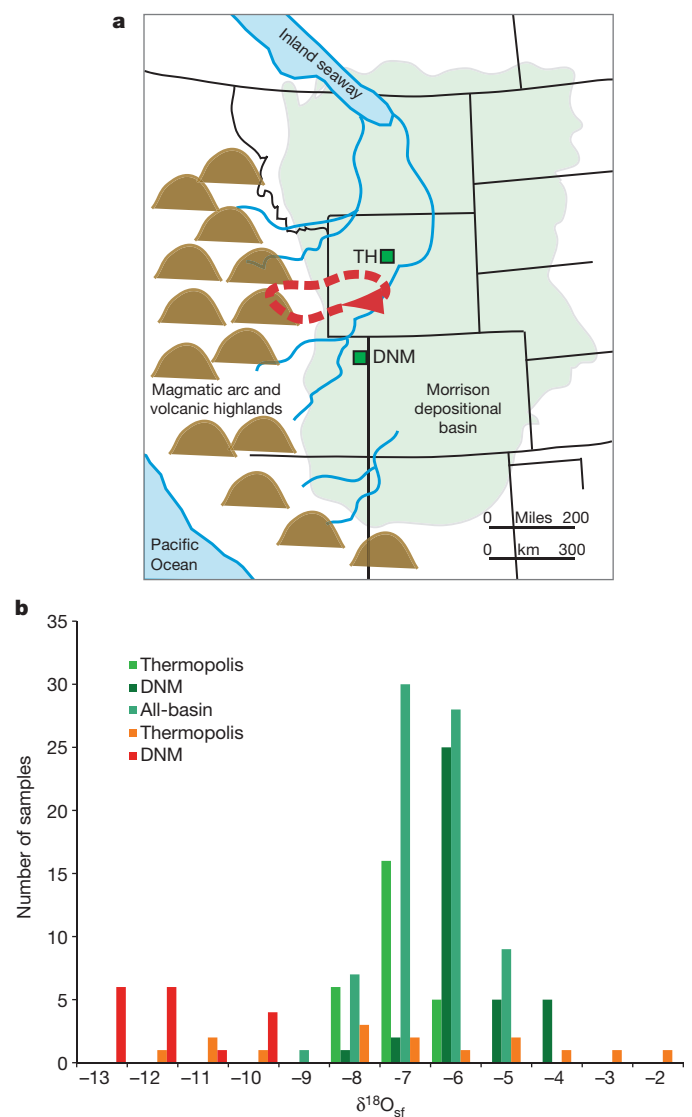 a
Inland seaway
TH
DNM
Magmatic arc and
volcanic highlands
Morrison
depositional
basin
0 Miles 200
0 km 300
Pacific
Ocean
b
35
30
25
20
15
10
5
0
Number of samples
Thermopolis
DNM
All-basin
Thermopolis
DNM
–13 –12 –11 –10 –9 –8 –7 –6 –5 –4 –3 –2
δ¹⁸Osf